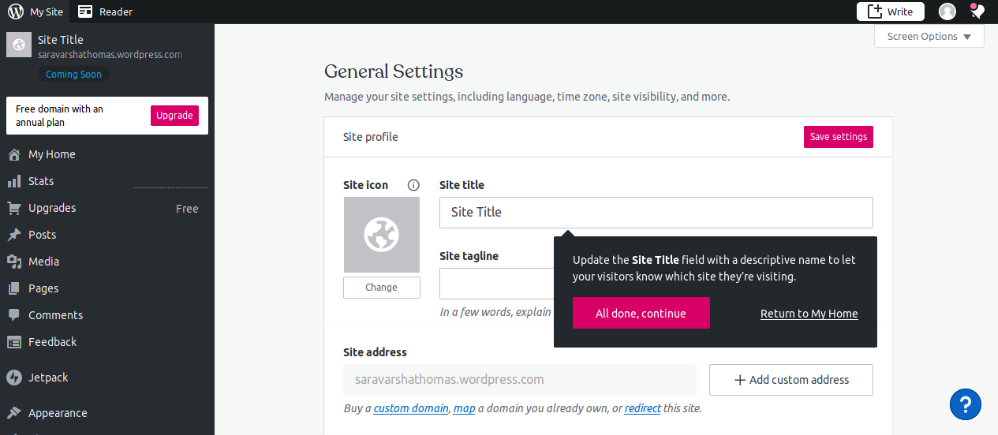 My Site
Reader
Write
Site Title
saravarshathomas.wordpress.com
Coming Soon
Screen Options
Free domain with an
annual plan
Upgrade
My Home
Stats
Upgrades
Free
Posts
Media
Pages
Comments
Feedback
Jetpack
Appearance
General Settings
Manage your site settings, including language, time zone, site visibility, and more.
Site profile
Save settings
Site icon
Change
Site title
Site Title
Site tagline
In a few words, explain
Update the Site Title field with a descriptive name to let
your visitors know which site they're visiting.
All done, continue
Return to My Home
Site address
saravarshathomas.wordpress.com
+ Add custom address
Buy a custom domain, map a domain you already own, or redirect this site.
?